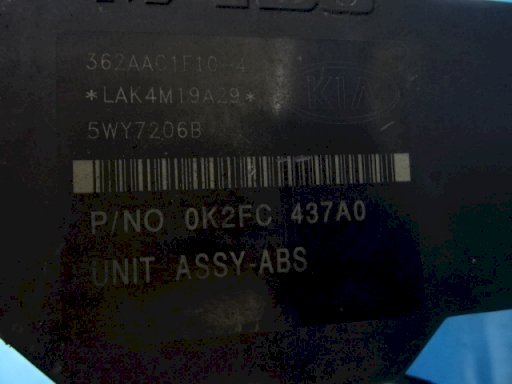 362AAC1F10-4
*LAK4M19A29*
KIA
5WY7206B
P/NO 0K2FC 437A0
UNIT ASSY-ABS